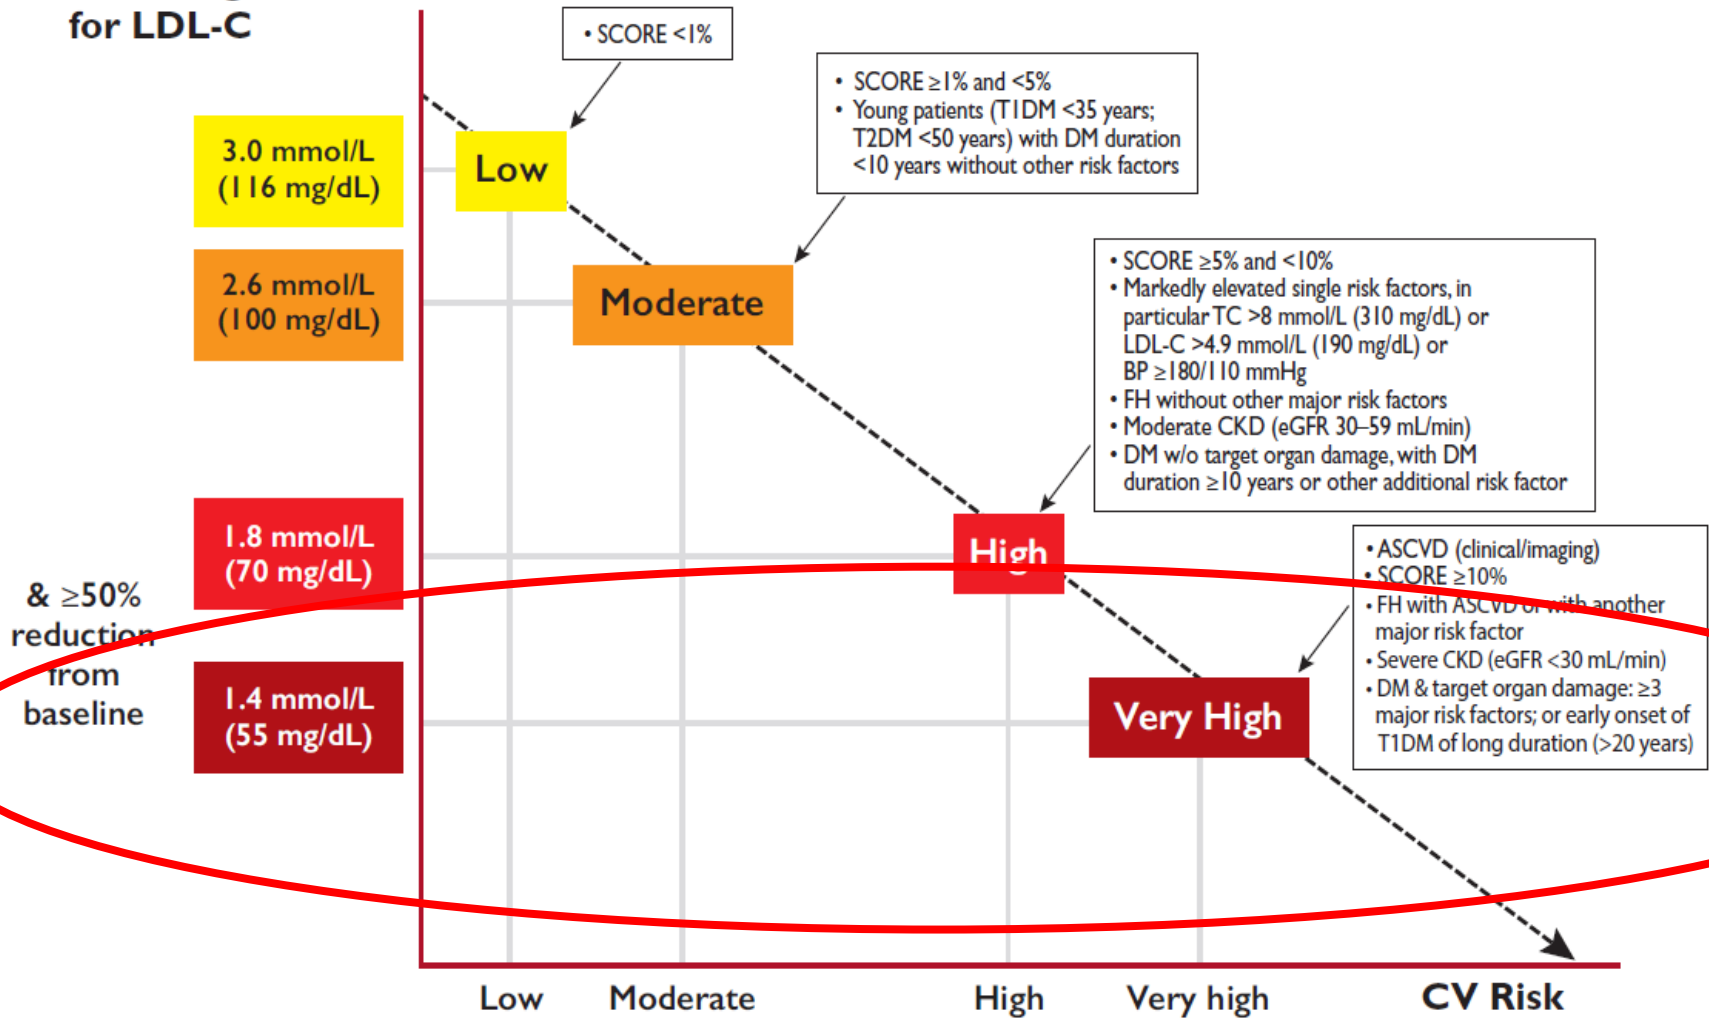 for LDL-C
• SCORE <1%
• SCORE ≥1% and <5%
• Young patients (T1DM <35 years;
T2DM <50 years) with DM duration
<10 years without other risk factors
3.0 mmol/L
(116 mg/dL)
Low
2.6 mmol/L
(100 mg/dL)
Moderate
• SCORE ≥5% and <10%
• Markedly elevated single risk factors, in
particular TC >8 mmol/L (310 mg/dL) or
LDL-C >4.9 mmol/L (190 mg/dL) or
BP ≥180/110 mmHg
• FH without other major risk factors
• Moderate CKD (eGFR 30–59 mL/min)
• DM w/o target organ damage, with DM
duration ≥10 years or other additional risk factor
1.8 mmol/L
(70 mg/dL)
High
& ≥50%
reduction
from
baseline
1.4 mmol/L
(55 mg/dL)
Very High
• ASCVD (clinical/imaging)
• SCORE ≥10%
• FH with ASCVD or with another
major risk factor
• Severe CKD (eGFR <30 mL/min)
• DM & target organ damage: ≥3
major risk factors; or early onset of
T1DM of long duration (>20 years)
Low
Moderate
High
Very high
CV Risk